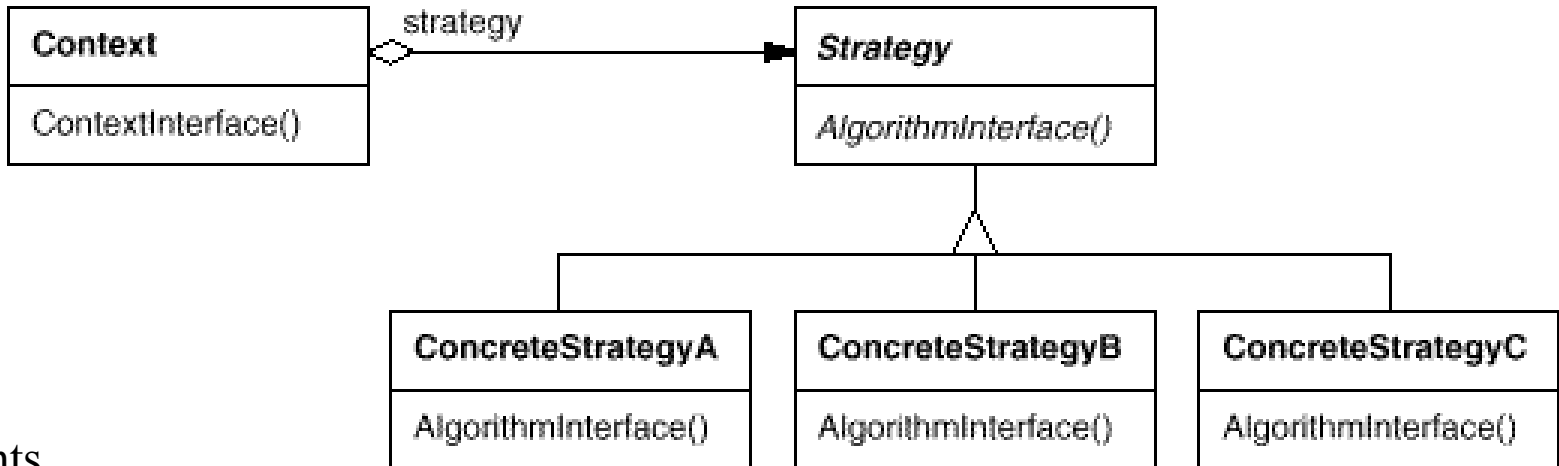 strategy
Context
Strategy
ContextInterface()
AlgorithmInterface()
ConcreteStrategyA
ConcreteStrategyB
ConcreteStrategyC
AlgorithmInterface()
AlgorithmInterface()
AlgorithmInterface()